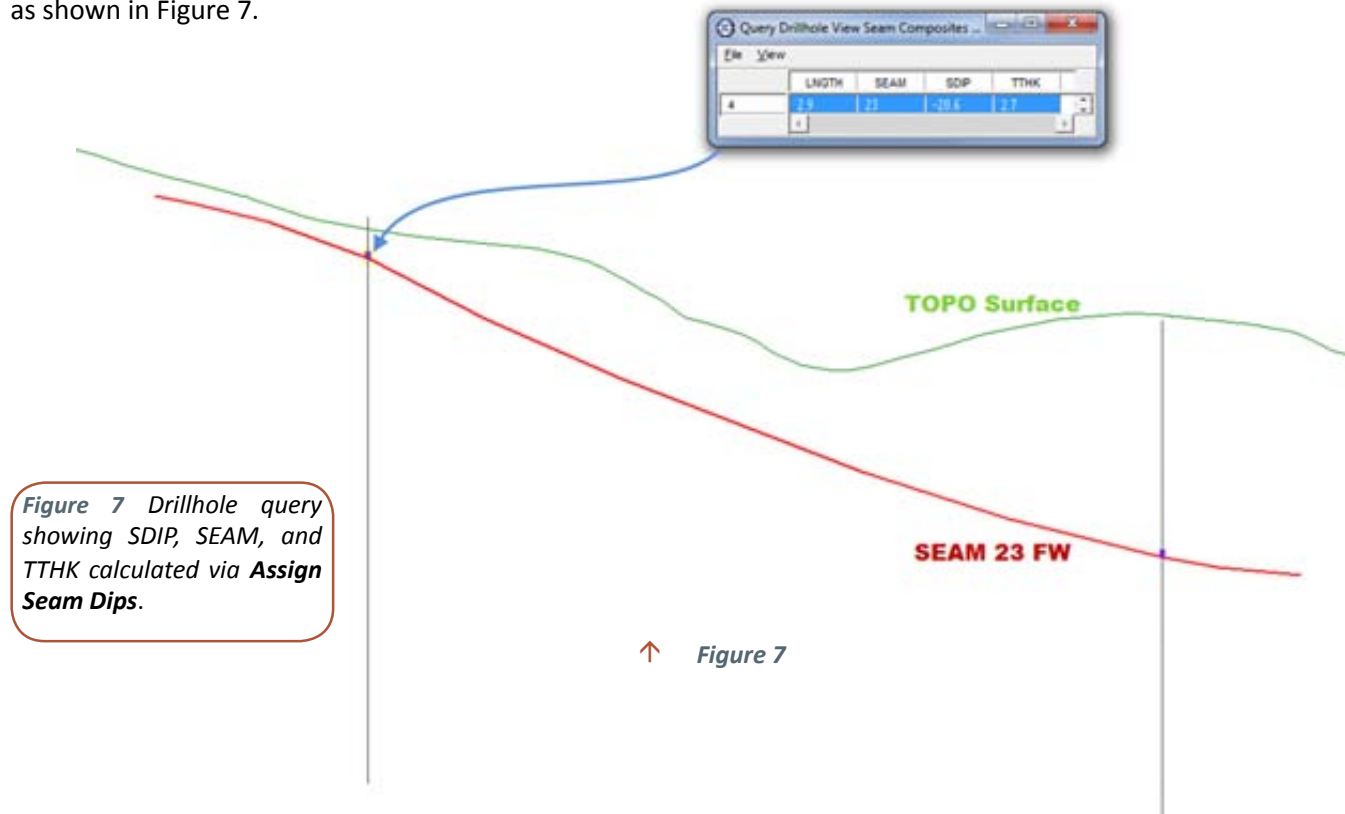 as shown in Figure 7.
Query Drillhole View Seam Composites ...
File View
LNGTH SEAM SDIP TTHK
4 2.9 23 2.7
TOPO Surface
SEAM 23 FW
Figure 7 Drillhole query
showing SDIP, SEAM, and
TTHK calculated via Assign
Seam Dips.
↑ Figure 7